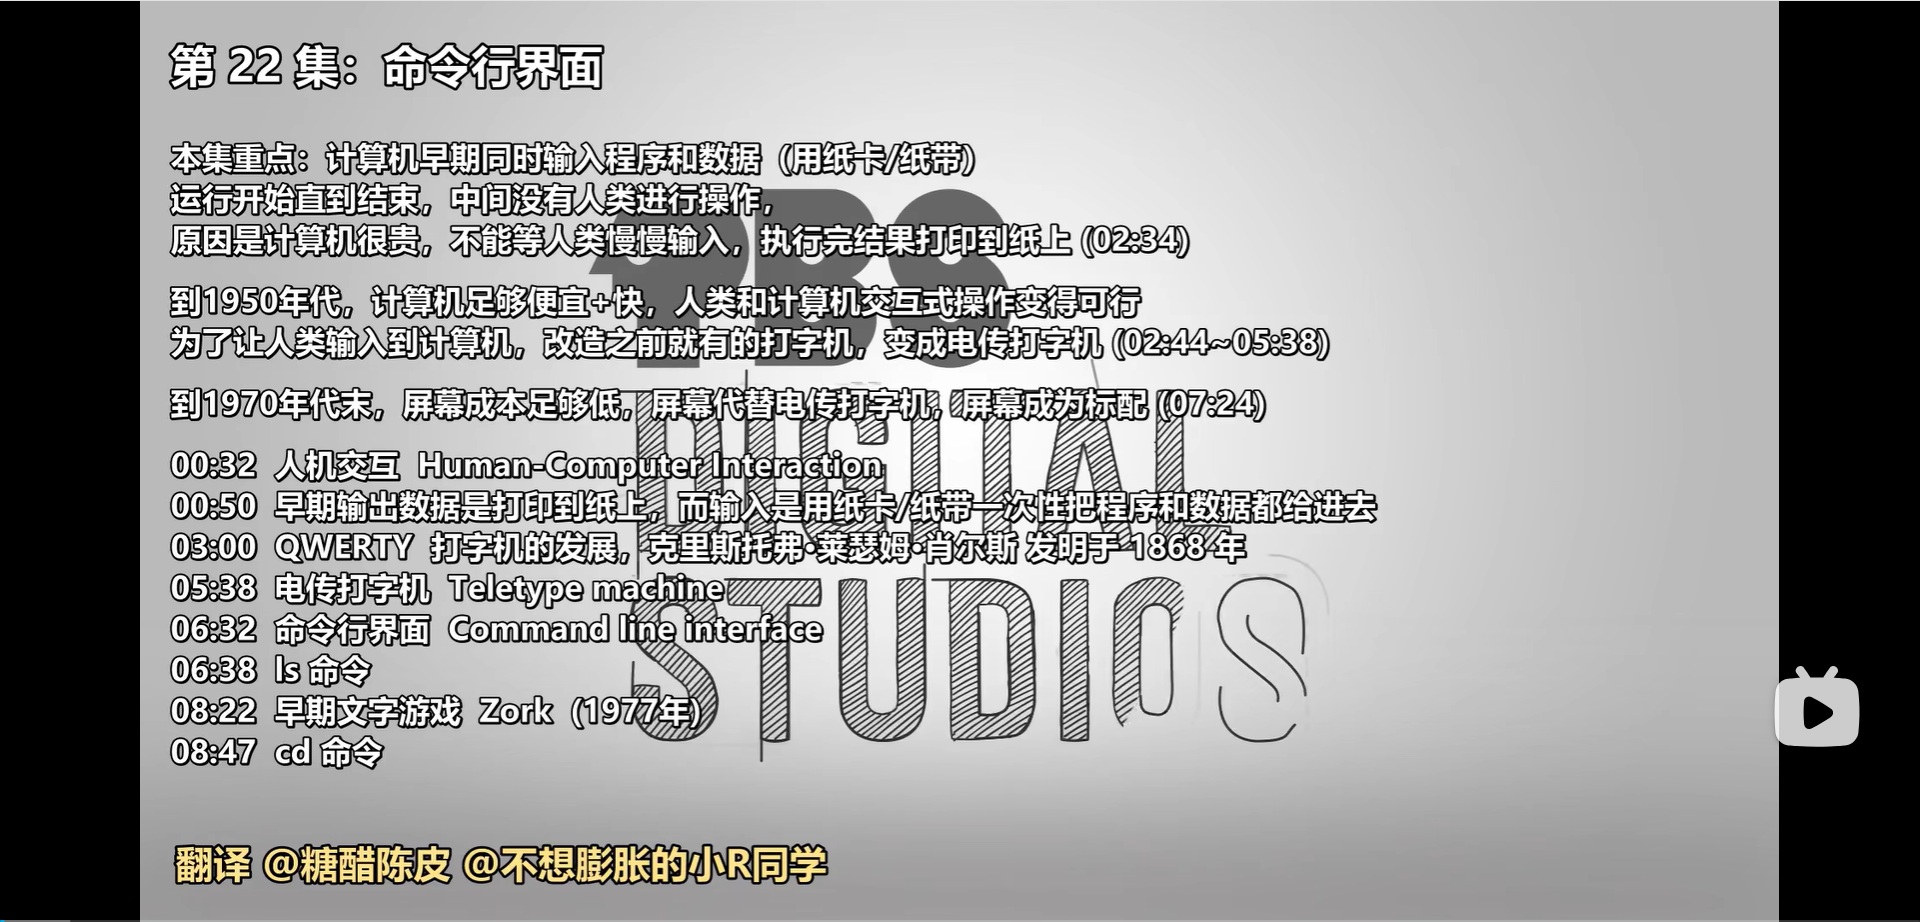 第 22 集：命令行界面
本集重点：计算机早期同时输入程序和数据（用纸卡/纸带）
运行开始直到结束，中间没有人类进行操作，
原因是计算机很贵，不能等人类慢慢输入，执行完结果打印到纸上 (02:34)
到1950年代，计算机足够便宜+快，人类和计算机交互式操作变得可行
为了让人类输入到计算机，改造之前就有的打字机，变成电传打字机 (02:44~05:38)
到1970年代末，屏幕成本足够低，屏幕代替电传打字机，屏幕成为标配 (07:24)
00:32 人机交互 Human-Computer Interaction
00:50 早期输出数据是打印到纸上，而输入是用纸卡/纸带一次性把程序和数据都给进去
03:00 QWERTY 打字机的发展，克里斯托弗•莱瑟姆•肖尔斯 发明于 1868 年
05:38 电传打字机 Teletype machine
06:32 命令行界面 Command line interface
06:38 ls 命令
08:22 早期文字游戏 Zork (1977年)
08:47 cd 命令
翻译 @糖醋陈皮 @不想膨胀的小R同学
PBS
DIGITAL
STUDIOS